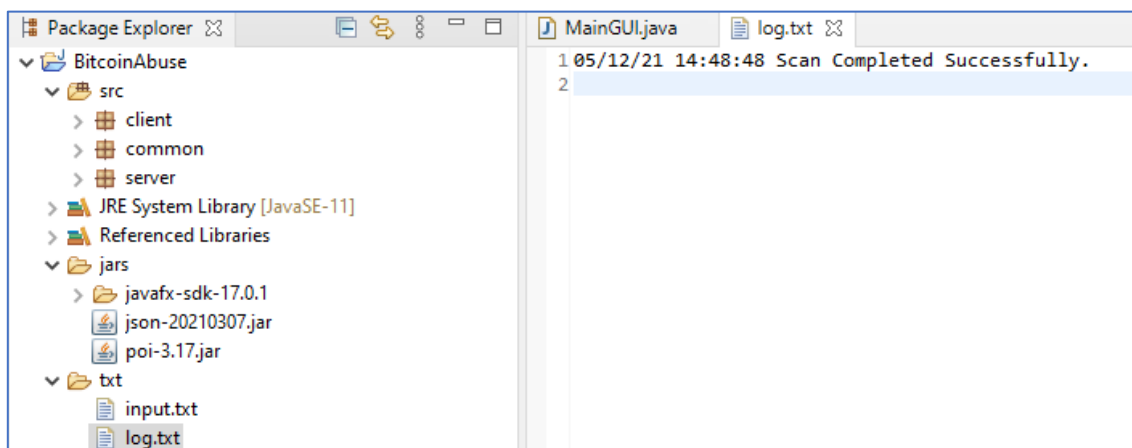 Package Explorer
BitcoinAbuse
src
client
common
server
JRE System Library [JavaSE-11]
Referenced Libraries
jars
javafx-sdk-17.0.1
json-20210307.jar
poi-3.17.jar
txt
input.txt
log.txt
MainGUI.java log.txt
1 05/12/21 14:48:48 Scan Completed Successfully.
2